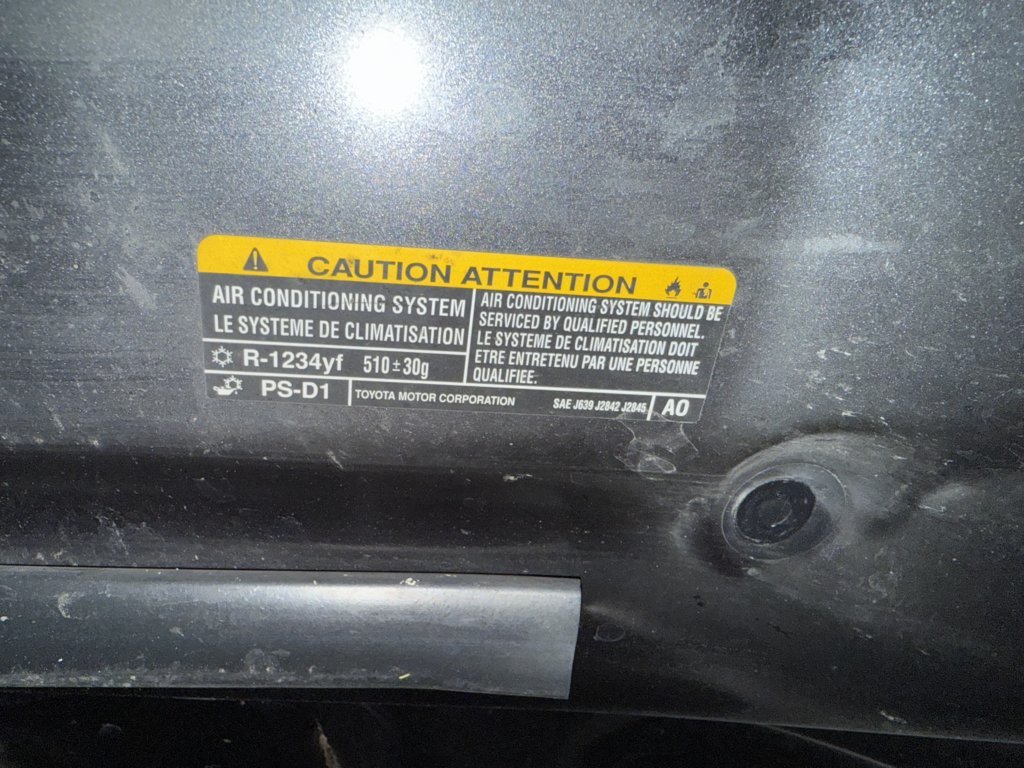 CAUTION ATTENTION
AIR CONDITIONING SYSTEM
LE SYSTEME DE CLIMATISATION
R-1234yf 510±30g
PS-D1
AIR CONDITIONING SYSTEM SHOULD BE
SERVICED BY QUALIFIED PERSONNEL.
LE SYSTEME DE CLIMATISATION DOIT
ETRE ENTRETENU PAR UNE PERSONNE
QUALIFIEE.
TOYOTA MOTOR CORPORATION SAE J639 J2842 J2845 AO